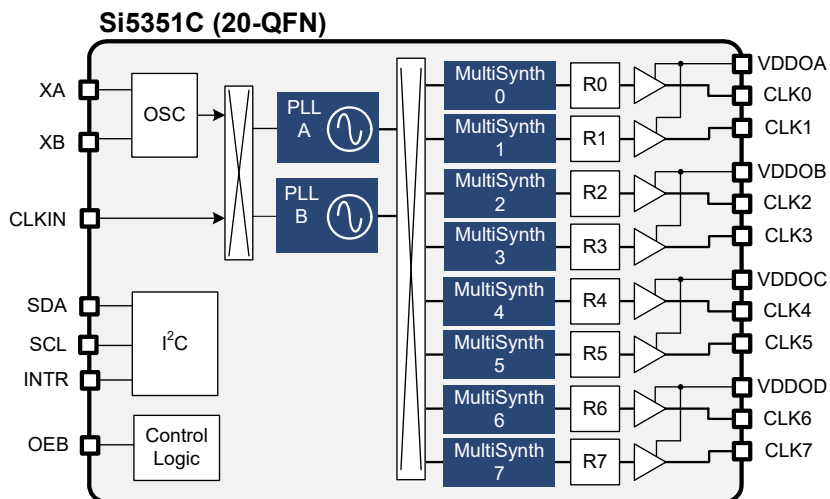 Si5351C (20-QFN)
XA
XB
CLKIN
SDA
SCL
INTR
OEB
OSC
I²C
Control
Logic
PLL
A
PLL
B
MultiSynth
0
MultiSynth
1
MultiSynth
2
MultiSynth
3
MultiSynth
4
MultiSynth
5
MultiSynth
6
MultiSynth
7
R0
R1
R2
R3
R4
R5
R6
R7
VDDOA
CLK0
CLK1
VDDOB
CLK2
CLK3
VDDOC
CLK4
CLK5
VDDOD
CLK6
CLK7